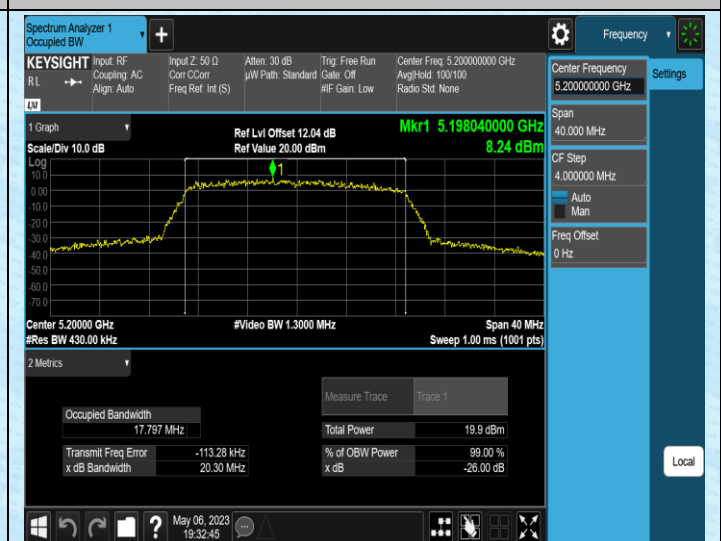 Spectrum Analyzer 1
Occupied BW
+
Frequency
KEYSIGHT
RL
LXI
Input: RF
Coupling: AC
Align: Auto
Input Z: 50 Ω
Corr CCorr
Freq Ref: Int (S)
Atten: 30 dB
µW Path: Standard
Trig: Free Run
Gate: Off
#IF Gain: Low
Center Freq: 5.200000000 GHz
Avg|Hold: 100/100
Radio Std: None
Center Frequency
5.200000000 GHz
Settings
Span
40.000 MHz
CF Step
4.000000 MHz
Auto
Man
Freq Offset
0 Hz
Local
1 Graph
Scale/Div 10.0 dB
Ref Lvl Offset 12.04 dB
Ref Value 20.00 dBm
Mkr1 5.198040000 GHz
8.24 dBm
Log
10.0
0.00
-10.0
-20.0
-30.0
-40.0
-50.0
-60.0
-70.0
1
Center 5.20000 GHz
#Res BW 430.00 kHz
#Video BW 1.3000 MHz
Span 40 MHz
Sweep 1.00 ms (1001 pts)
2 Metrics
Measure Trace
Trace 1
Occupied Bandwidth
17.797 MHz
Total Power
19.9 dBm
Transmit Freq Error
-113.28 kHz
% of OBW Power
99.00 %
x dB Bandwidth
20.30 MHz
x dB
-26.00 dB
?
May 06, 2023
19:32:45